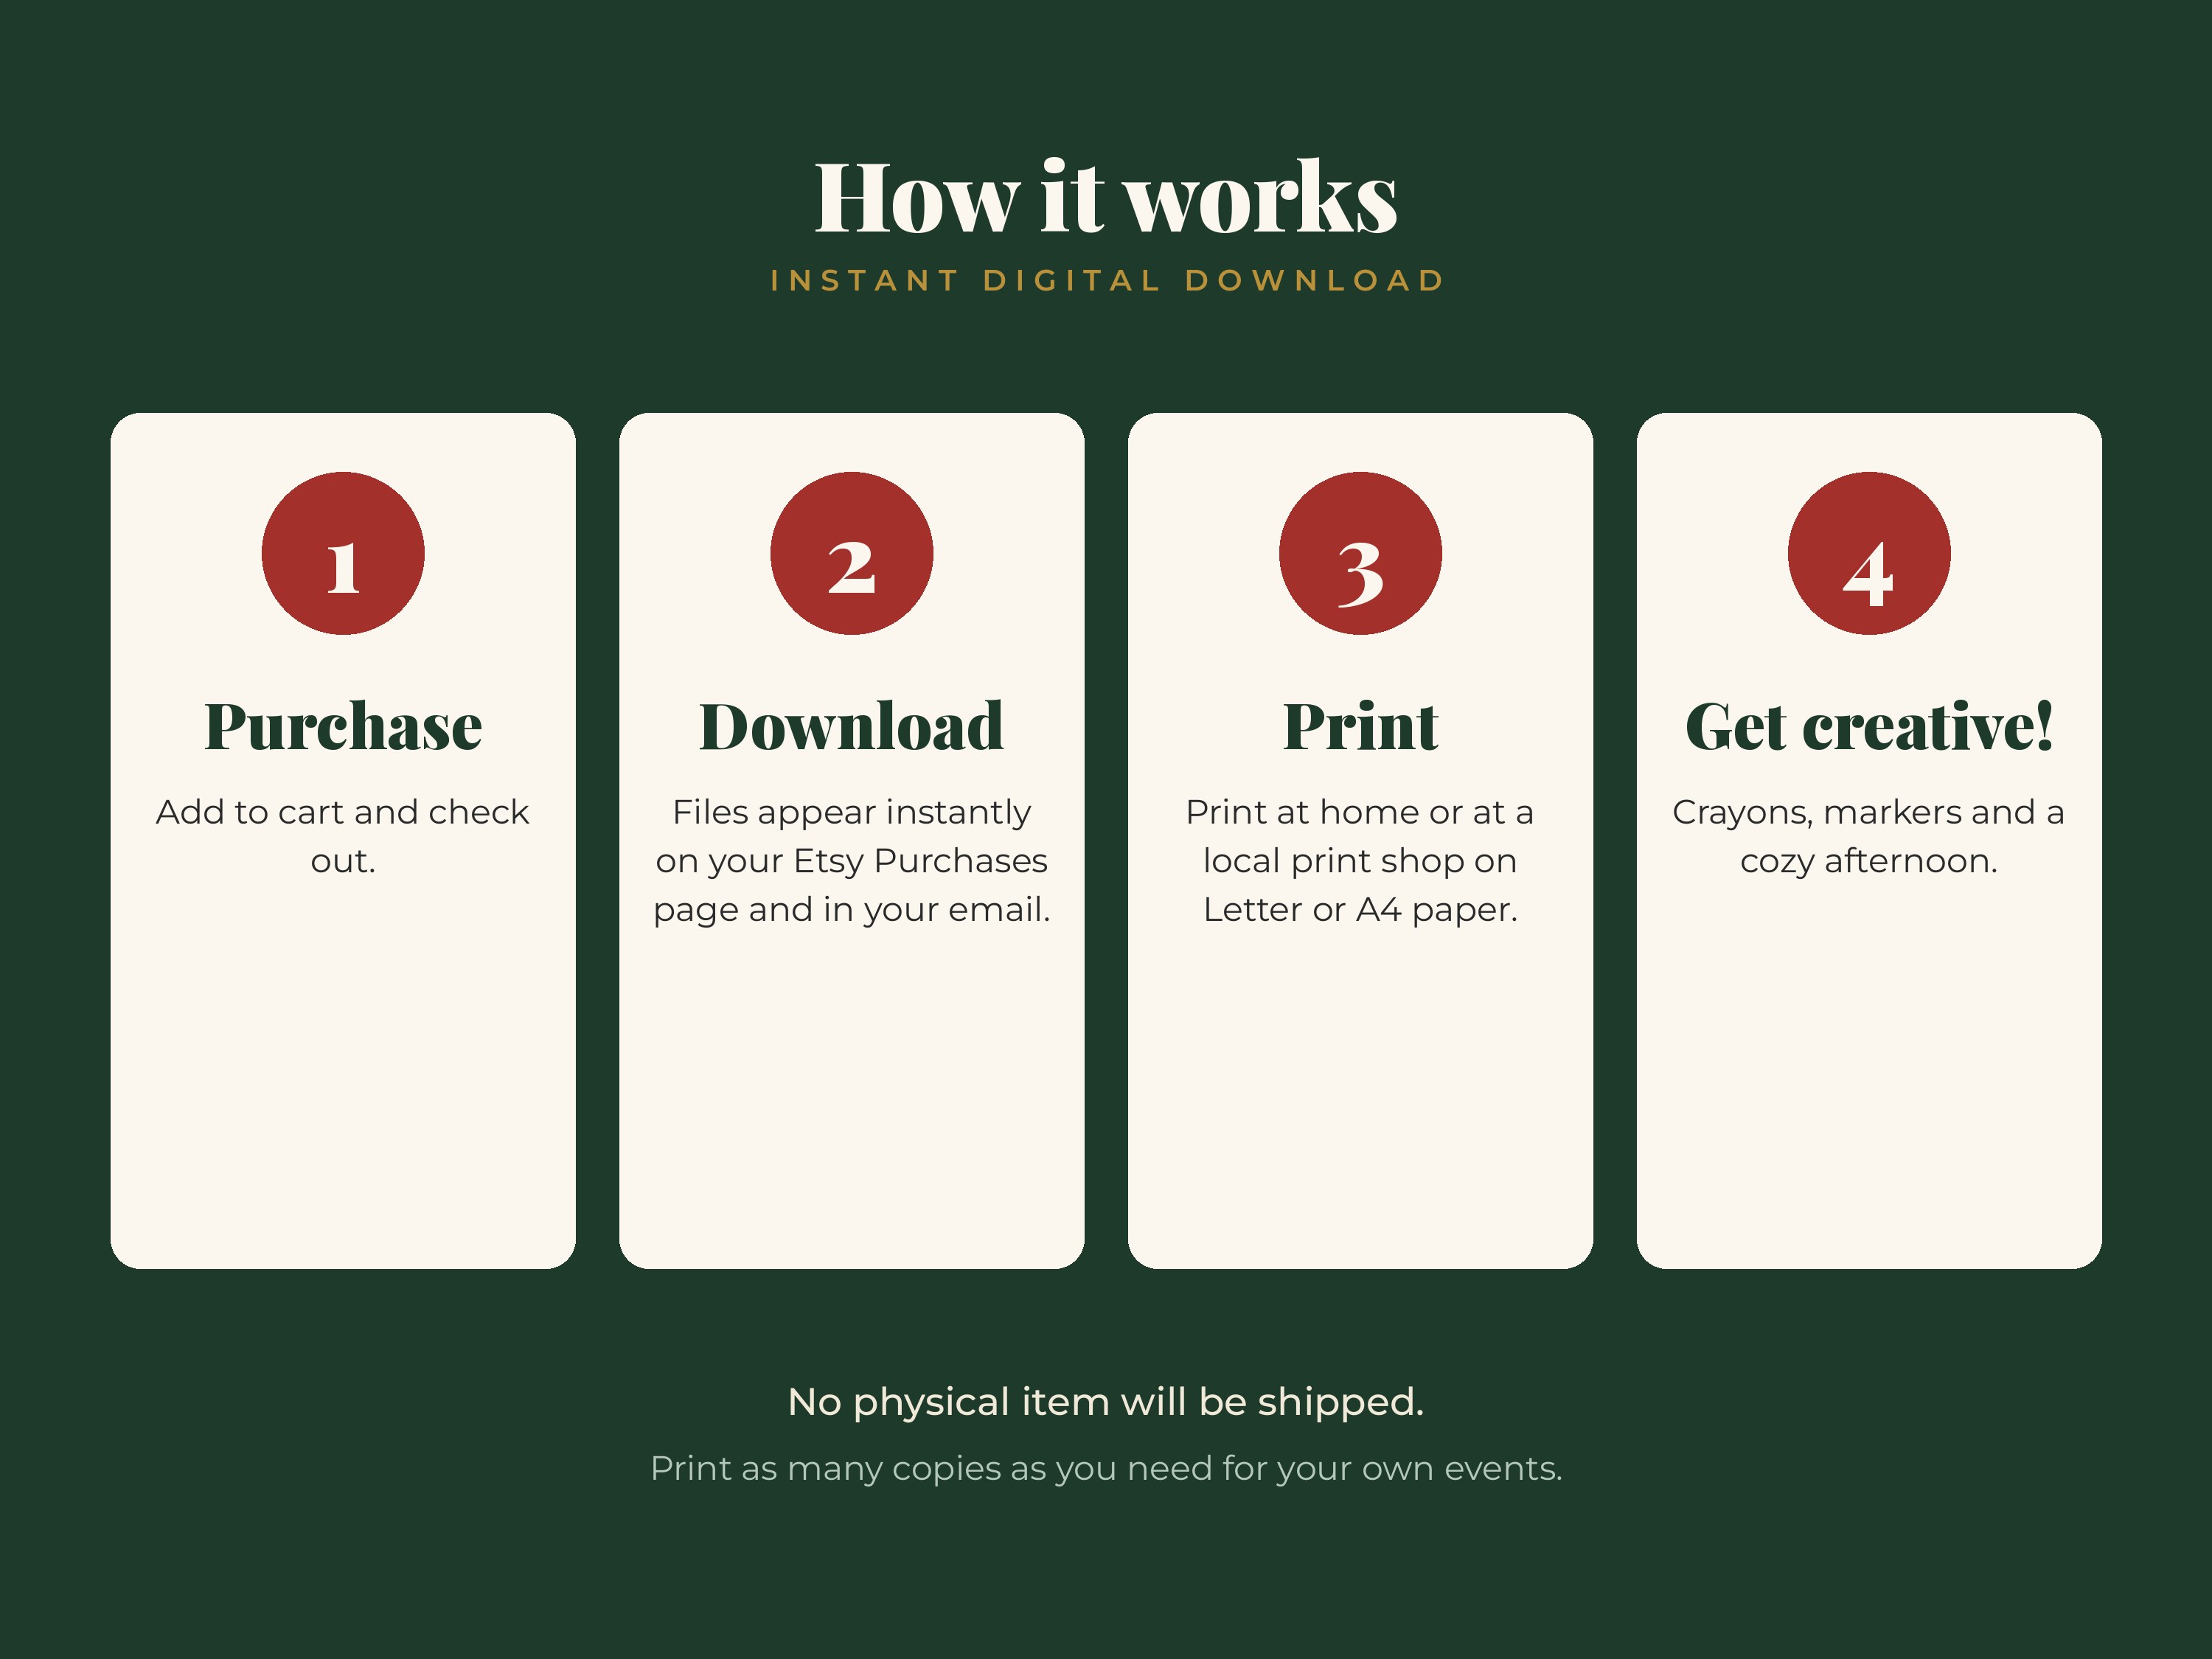 How it works
INSTANT DIGITAL DOWNLOAD
1
Purchase
Add to cart and check
out.
2
Download
Files appear instantly
on your Etsy Purchases
page and in your email.
3
Print
Print at home or at a
local print shop on
Letter or A4 paper.
4
Get creative!
Crayons, markers and a
cozy afternoon.
No physical item will be shipped.
Print as many copies as you need for your own events.